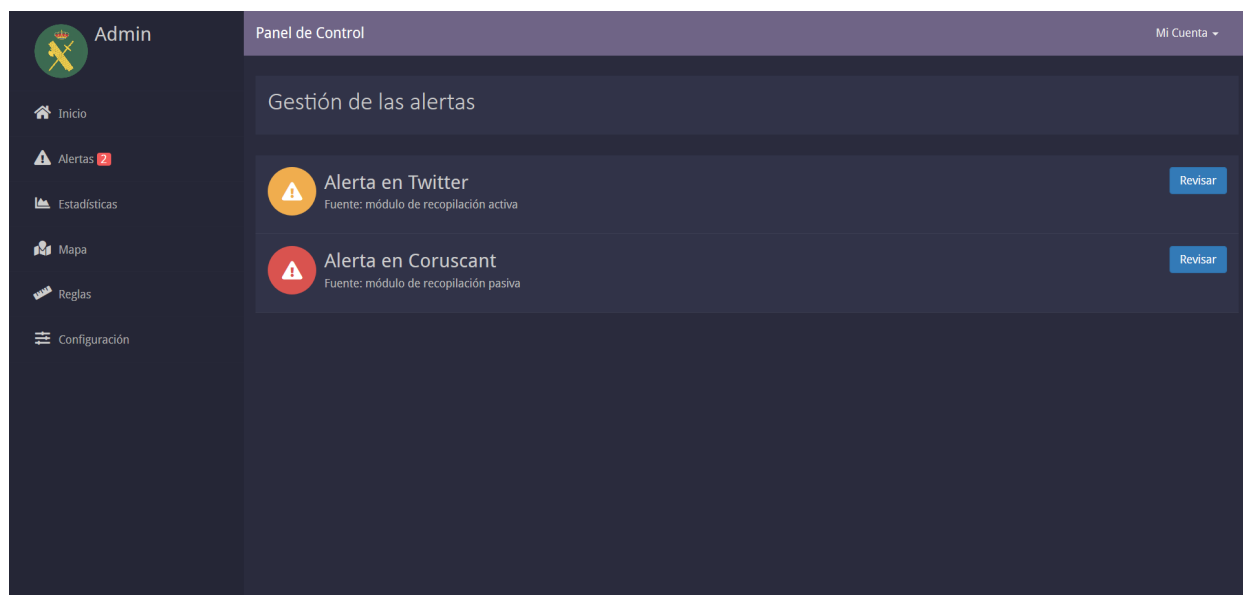 Admin
Panel de Control
Mi Cuenta
Inicio
Alertas 2
Estadísticas
Mapa
Reglas
Configuración
Gestión de las alertas
Alerta en Twitter
Fuente: módulo de recopilación activa
Revisar
Alerta en Coruscant
Fuente: módulo de recopilación pasiva
Revisar